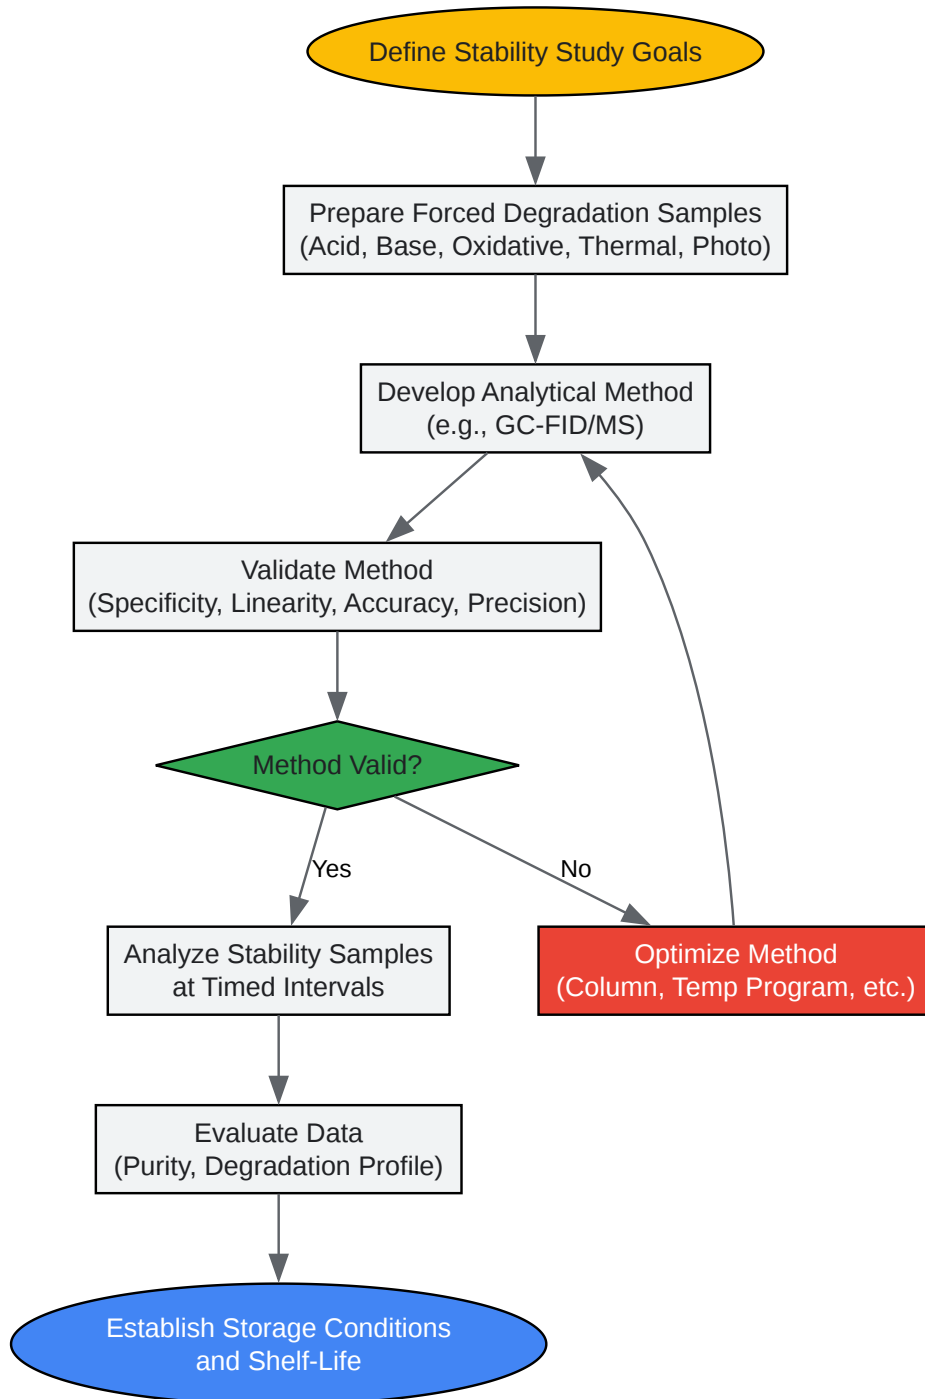 Define Stability Study Goals
Prepare Forced Degradation Samples
(Acid, Base, Oxidative, Thermal, Photo)
Develop Analytical Method
(e.g., GC-FID/MS)
Validate Method
(Specificity, Linearity, Accuracy, Precision)
Method Valid?
Yes
No
Analyze Stability Samples
at Timed Intervals
Optimize Method
(Column, Temp Program, etc.)
Evaluate Data
(Purity, Degradation Profile)
Establish Storage Conditions
and Shelf-Life